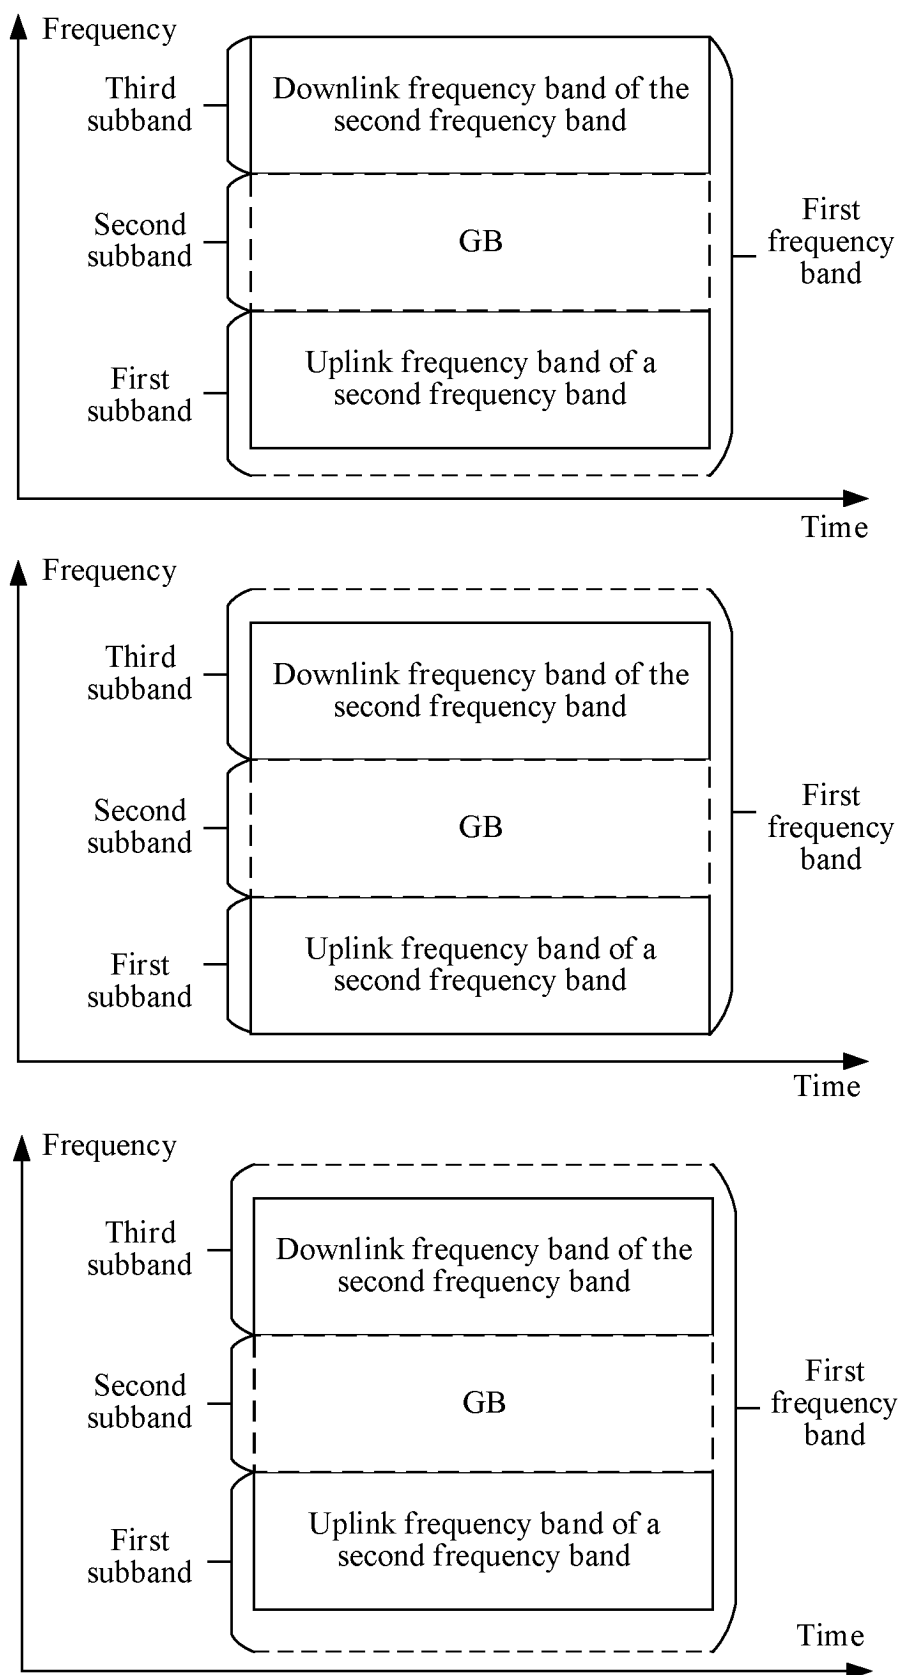 Frequency
Third
subband
Downlink frequency band of the
second frequency band
Second
subband
GB
First
frequency
band
First
subband
Uplink frequency band of a
second frequency band
Time
Frequency
Third
subband
Downlink frequency band of the
second frequency band
Second
subband
GB
First
frequency
band
First
subband
Uplink frequency band of a
second frequency band
Time
Frequency
Third
subband
Downlink frequency band of the
second frequency band
Second
subband
GB
First
frequency
band
First
subband
Uplink frequency band of a
second frequency band
Time